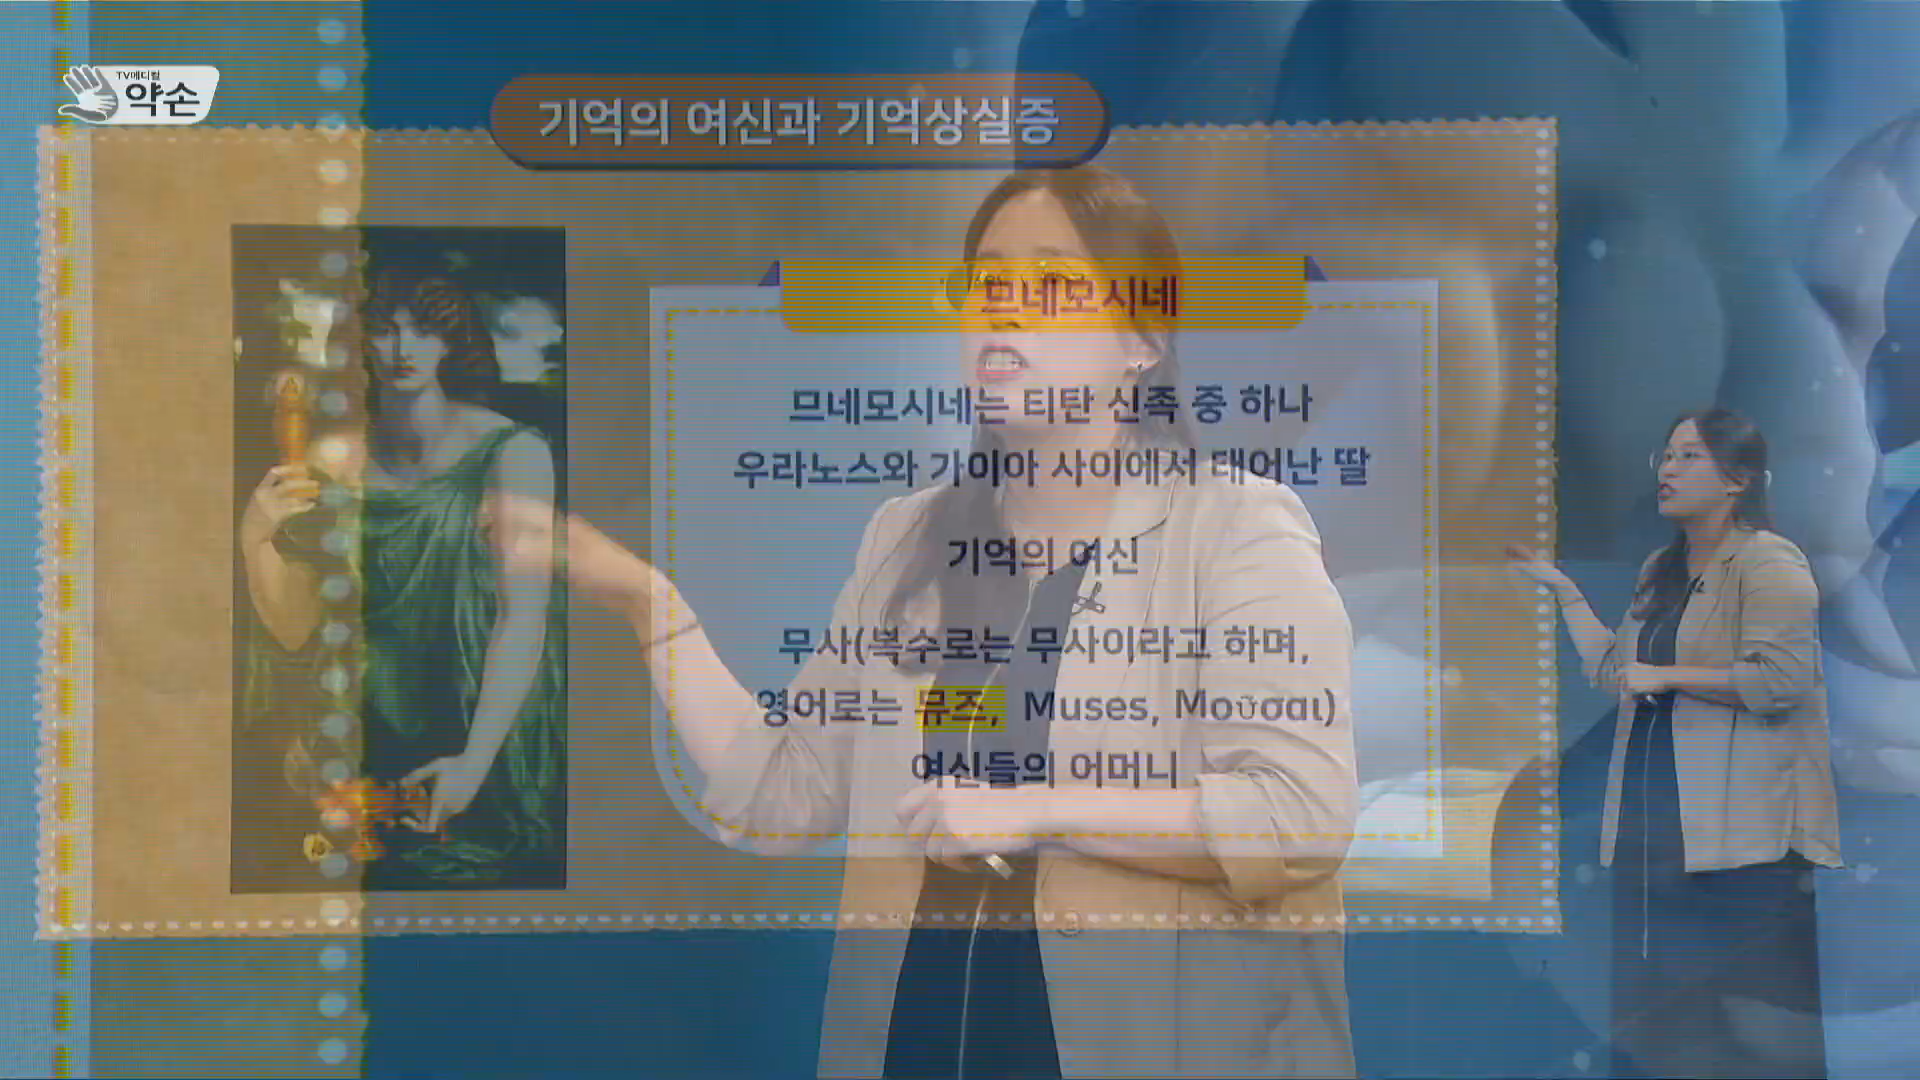 TV메디컬
약손
기억의 여신과 기억상실증
므네모시네
므네모시네는 티탄 신족 중 하나
우라노스와 가이아 사이에서 태어난 딸
기억의 여신
무사(복수로는 무사이라고 하며,
영어로는 뮤즈, Muses, Μοῦσαι)
여신들의 어머니